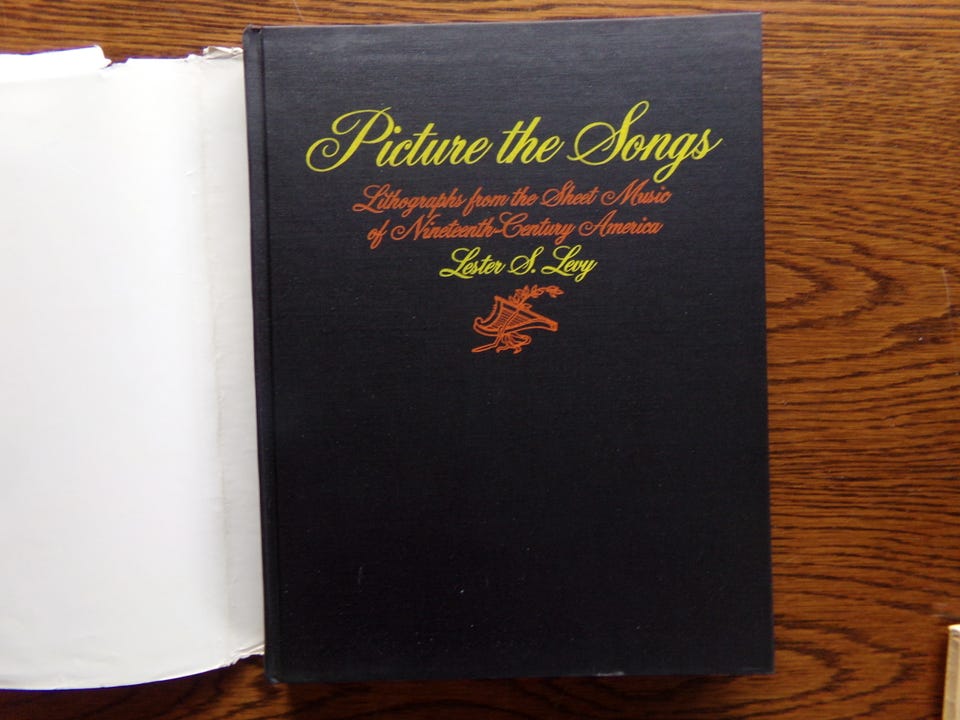 Picture the Songs
Lithographs from the Sheet Music
of Nineteenth-Century America
Lester S. Levy